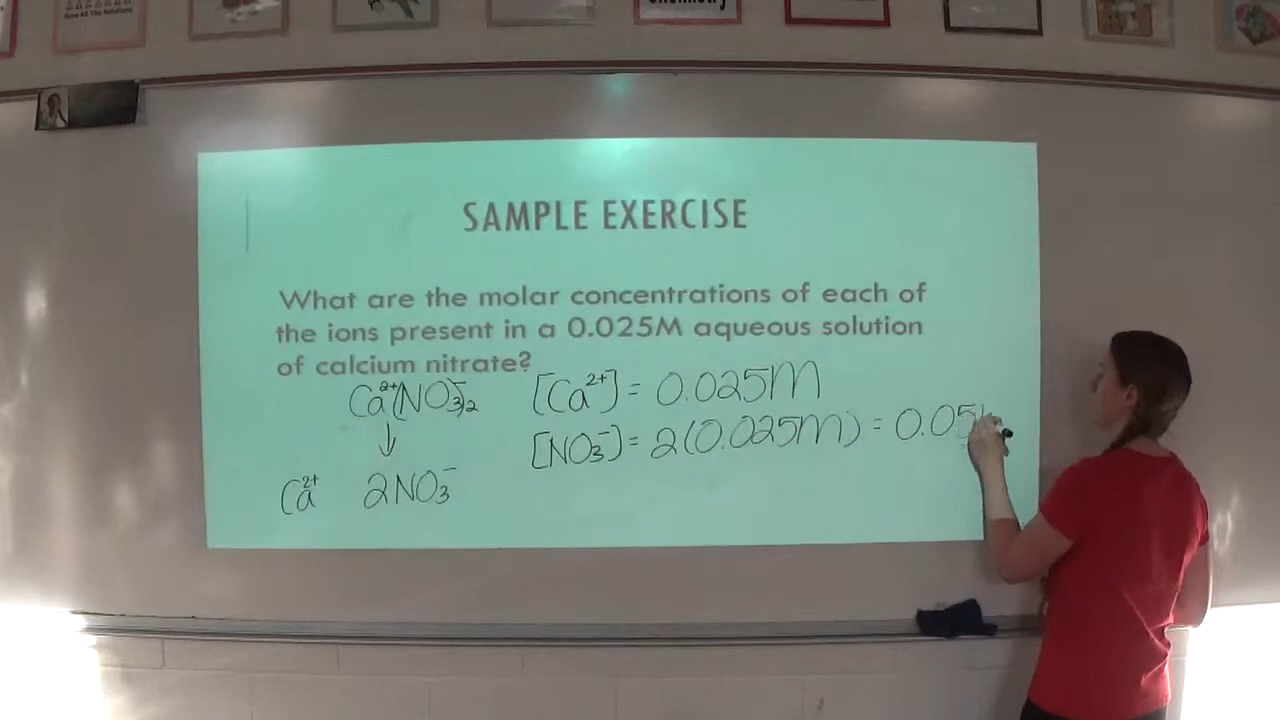 Chemistry
SAMPLE EXERCISE
What are the molar concentrations of each of
the ions present in a 0.025M aqueous solution
of calcium nitrate?
Ca²⁺(NO₃⁻)₂
[Ca²⁺] = 0.025M
[NO₃⁻] = 2(0.025M) = 0.05
↓
Ca²⁺ 2NO₃⁻